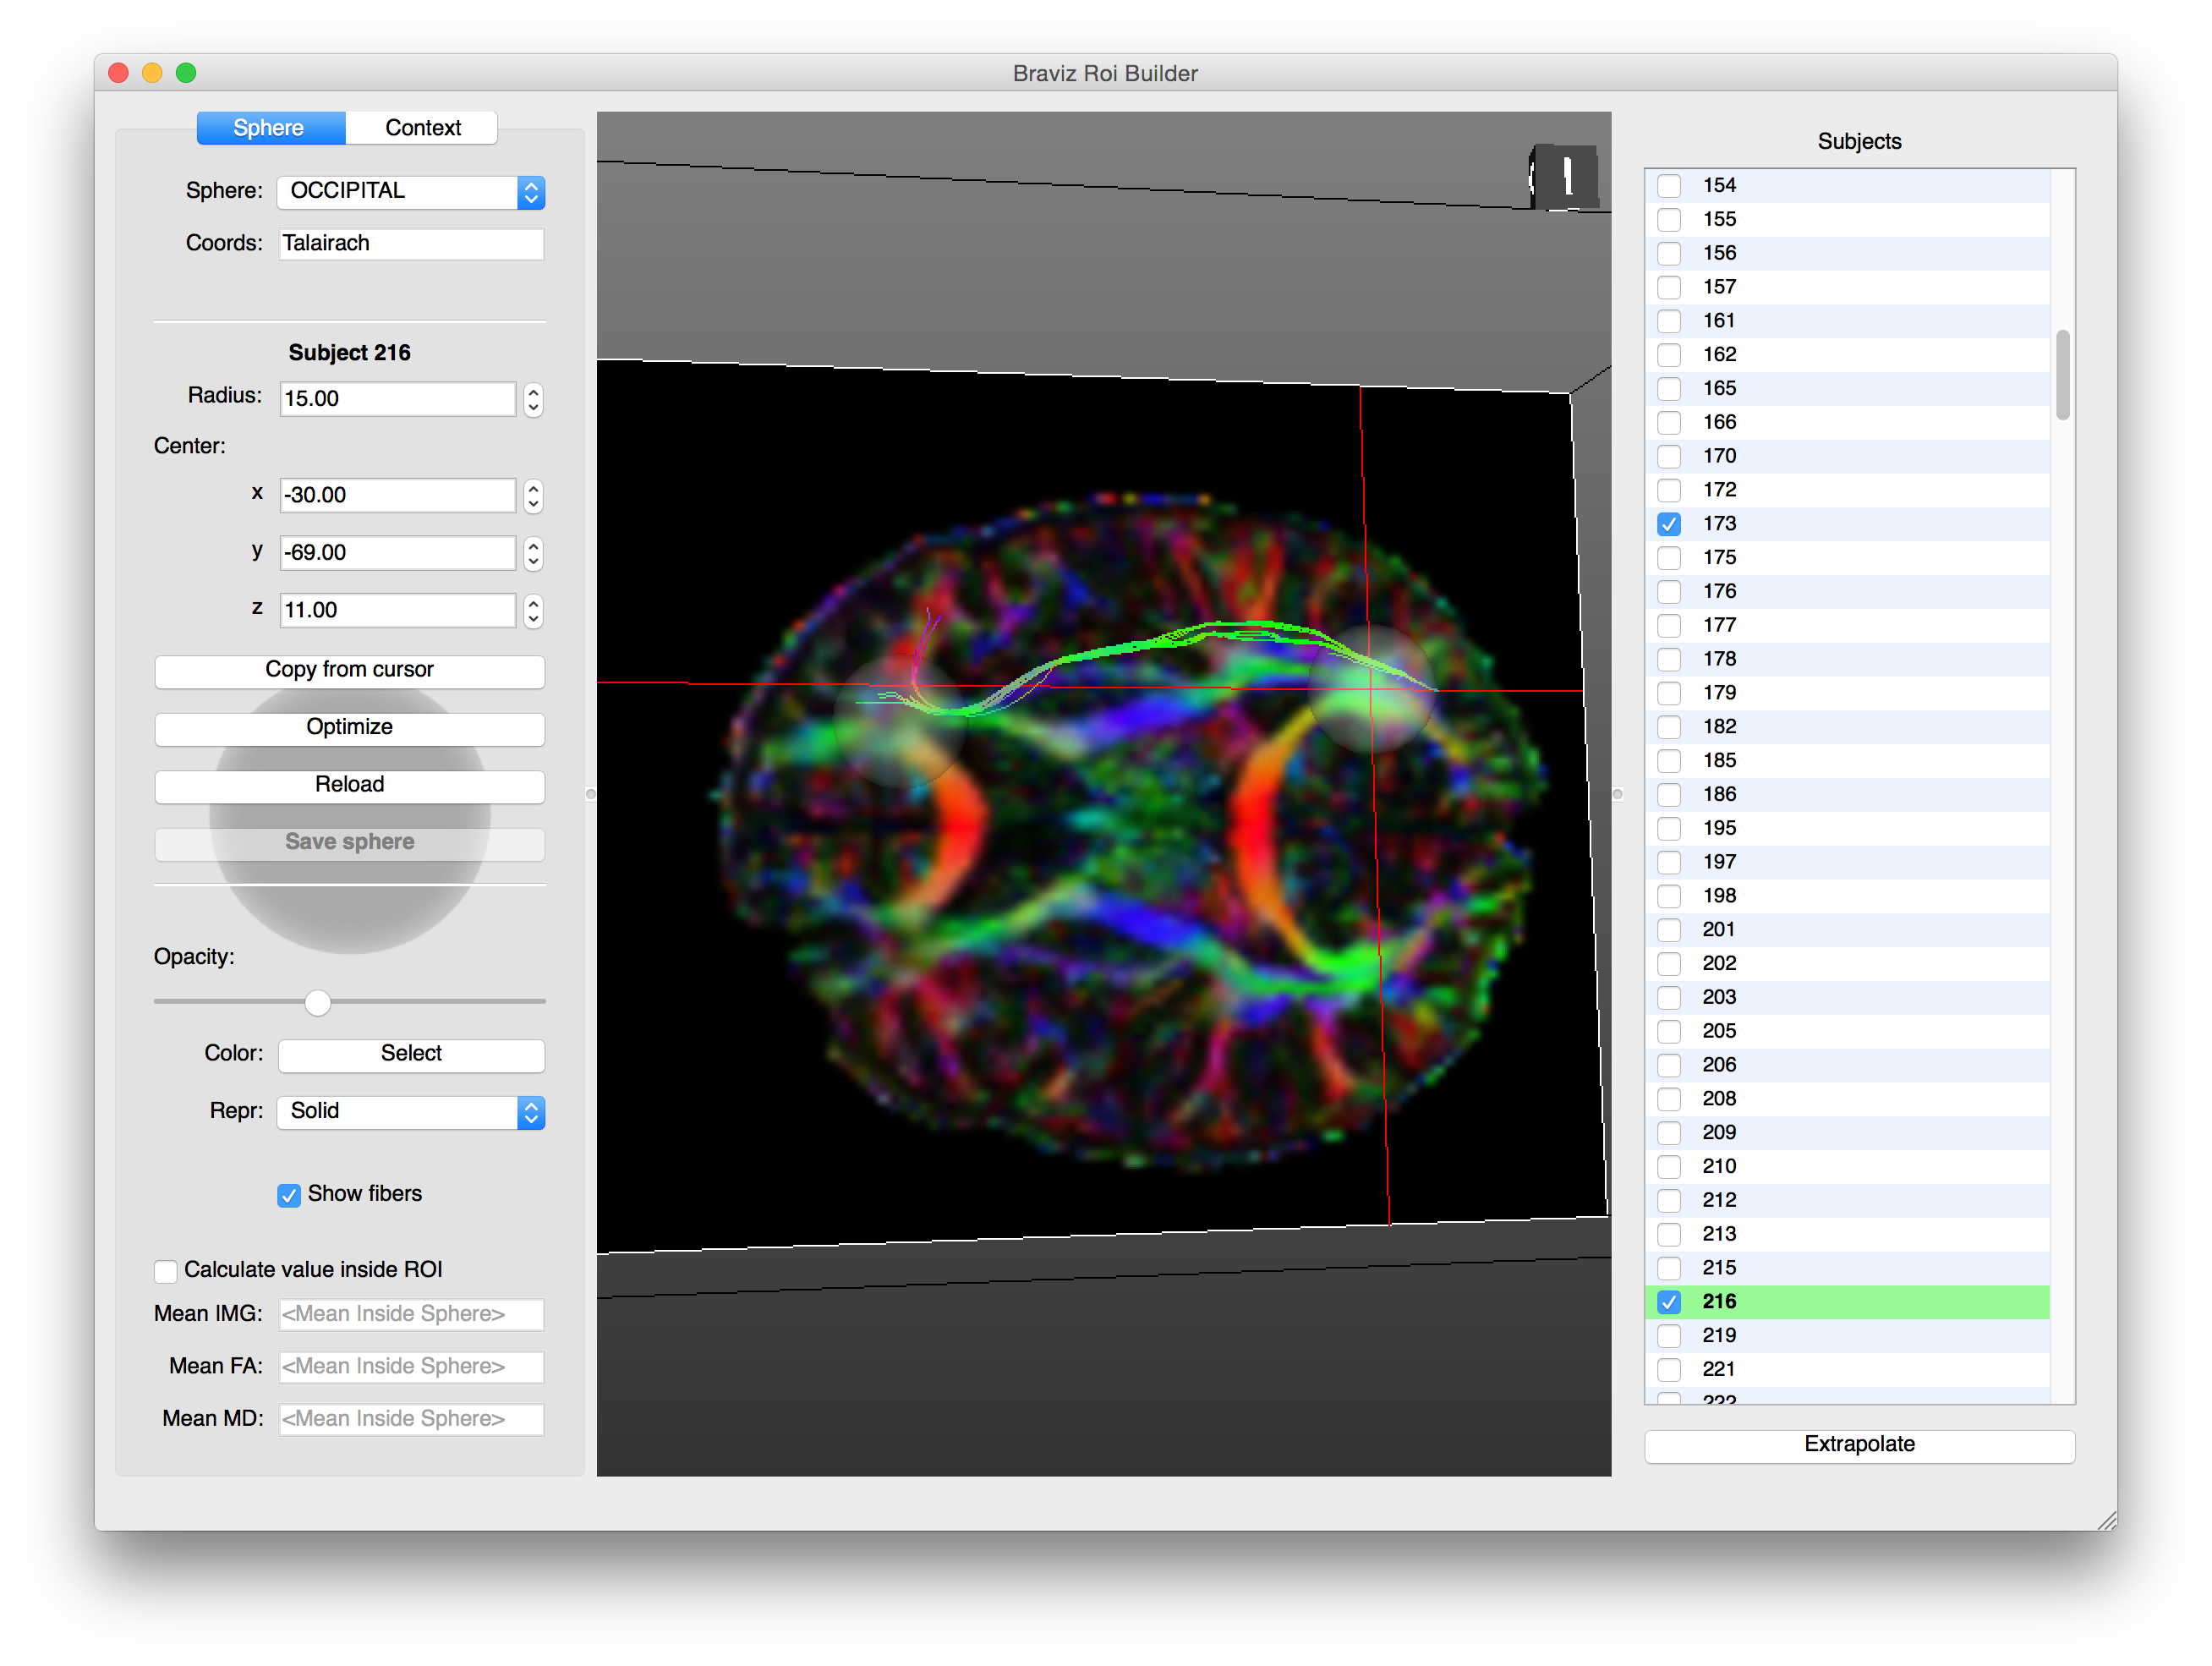 Braviz Roi Builder
Sphere Context
Sphere: OCCIPITAL
Coords: Talairach
Subject 216
Radius: 15.00
Center:
x -30.00
y -69.00
z 11.00
Copy from cursor
Optimize
Reload
Save sphere
Opacity:
Color: Select
Repr: Solid
Show fibers
Calculate value inside ROI
Mean IMG: <Mean Inside Sphere>
Mean FA: <Mean Inside Sphere>
Mean MD: <Mean Inside Sphere>
Subjects
154
155
156
157
161
162
165
166
170
172
173
175
176
177
178
179
182
185
186
195
197
198
201
202
203
205
206
208
209
210
212
213
215
216
219
221
222
Extrapolate